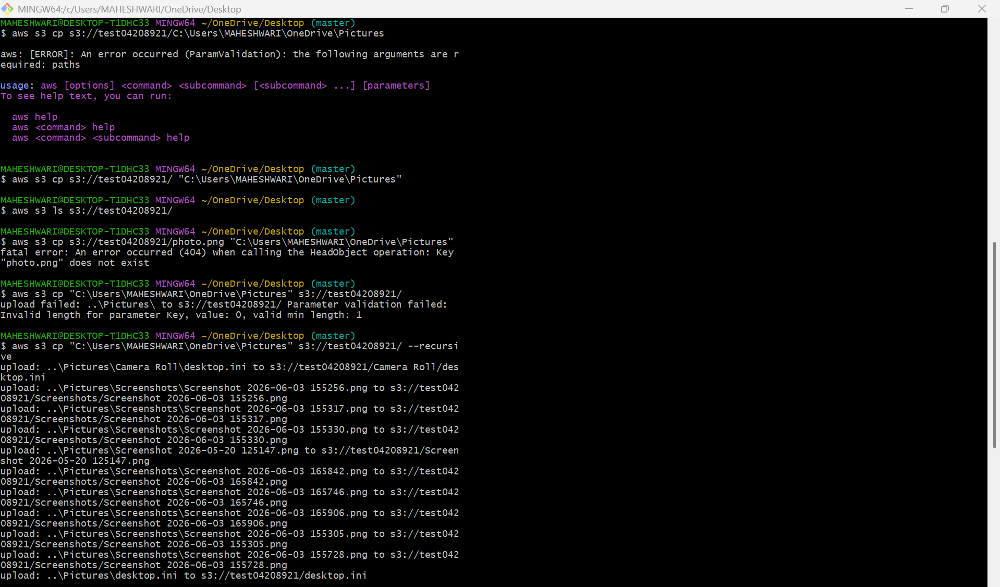 MINGW64:/c/Users/MAHESHWARI/OneDrive/Desktop
MAHESHWARI@DESKTOP-T1DHC33 MINGW64 ~/OneDrive/Desktop (master)
$ aws s3 cp s3://test04208921/C:\Users\MAHESHWARI\OneDrive\Pictures
aws: [ERROR]: An error occurred (ParamValidation): the following arguments are r
equired: paths
usage: aws [options] <command> <subcommand> [<subcommand> ...] [parameters]
To see help text, you can run:
aws help
aws <command> help
aws <command> <subcommand> help
MAHESHWARI@DESKTOP-T1DHC33 MINGW64 ~/OneDrive/Desktop (master)
$ aws s3 cp s3://test04208921/ "C:\Users\MAHESHWARI\OneDrive\Pictures"
MAHESHWARI@DESKTOP-T1DHC33 MINGW64 ~/OneDrive/Desktop (master)
$ aws s3 ls s3://test04208921/
MAHESHWARI@DESKTOP-T1DHC33 MINGW64 ~/OneDrive/Desktop (master)
$ aws s3 cp s3://test04208921/photo.png "C:\Users\MAHESHWARI\OneDrive\Pictures"
fatal error: An error occurred (404) when calling the HeadObject operation: Key
"photo.png" does not exist
MAHESHWARI@DESKTOP-T1DHC33 MINGW64 ~/OneDrive/Desktop (master)
$ aws s3 cp "C:\Users\MAHESHWARI\OneDrive\Pictures" s3://test04208921/
upload failed: ..\Pictures\ to s3://test04208921/ Parameter validation failed:
Invalid length for parameter Key, value: 0, valid min length: 1
MAHESHWARI@DESKTOP-T1DHC33 MINGW64 ~/OneDrive/Desktop (master)
$ aws s3 cp "C:\Users\MAHESHWARI\OneDrive\Pictures" s3://test04208921/ --recursi
ve
upload: ..\Pictures\Camera Roll\desktop.ini to s3://test04208921/Camera Roll/des
ktop.ini
upload: ..\Pictures\Screenshots\Screenshot 2026-06-03 155256.png to s3://test042
08921/Screenshots/Screenshot 2026-06-03 155256.png
upload: ..\Pictures\Screenshots\Screenshot 2026-06-03 155317.png to s3://test042
08921/Screenshots/Screenshot 2026-06-03 155317.png
upload: ..\Pictures\Screenshots\Screenshot 2026-06-03 155330.png to s3://test042
08921/Screenshots/Screenshot 2026-06-03 155330.png
upload: ..\Pictures\Screenshot 2026-05-20 125147.png to s3://test04208921/Screen
shot 2026-05-20 125147.png
upload: ..\Pictures\Screenshots\Screenshot 2026-06-03 165842.png to s3://test042
08921/Screenshots/Screenshot 2026-06-03 165842.png
upload: ..\Pictures\Screenshots\Screenshot 2026-06-03 165746.png to s3://test042
08921/Screenshots/Screenshot 2026-06-03 165746.png
upload: ..\Pictures\Screenshots\Screenshot 2026-06-03 165906.png to s3://test042
08921/Screenshots/Screenshot 2026-06-03 165906.png
upload: ..\Pictures\Screenshots\Screenshot 2026-06-03 155305.png to s3://test042
08921/Screenshots/Screenshot 2026-06-03 155305.png
upload: ..\Pictures\Screenshots\Screenshot 2026-06-03 155728.png to s3://test042
08921/Screenshots/Screenshot 2026-06-03 155728.png
upload: ..\Pictures\desktop.ini to s3://test04208921/desktop.ini